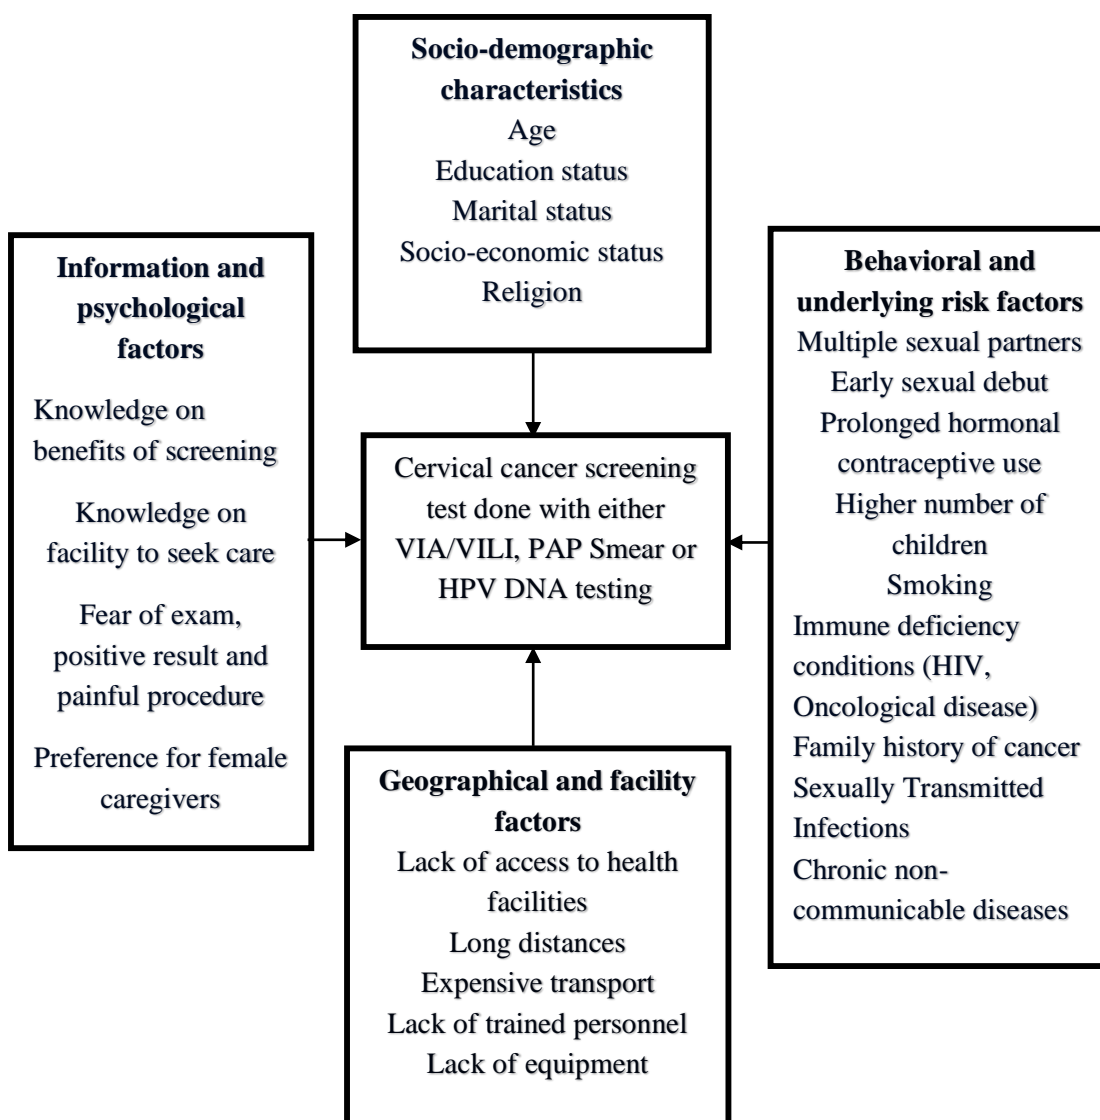 Socio-demographic
characteristics
Age
Education status
Marital status
Socio-economic status
Religion
Information and
psychological
factors
Knowledge on
benefits of screening
Knowledge on
facility to seek care
Fear of exam,
positive result and
painful procedure
Preference for female
caregivers
Cervical cancer screening
test done with either
VIA/VILI, PAP Smear or
HPV DNA testing
Behavioral and
underlying risk factors
Multiple sexual partners
Early sexual debut
Prolonged hormonal
contraceptive use
Higher number of
children
Smoking
Immune deficiency
conditions (HIV,
Oncological disease)
Family history of cancer
Sexually Transmitted
Infections
Chronic non-
communicable diseases
Geographical and facility
factors
Lack of access to health
facilities
Long distances
Expensive transport
Lack of trained personnel
Lack of equipment